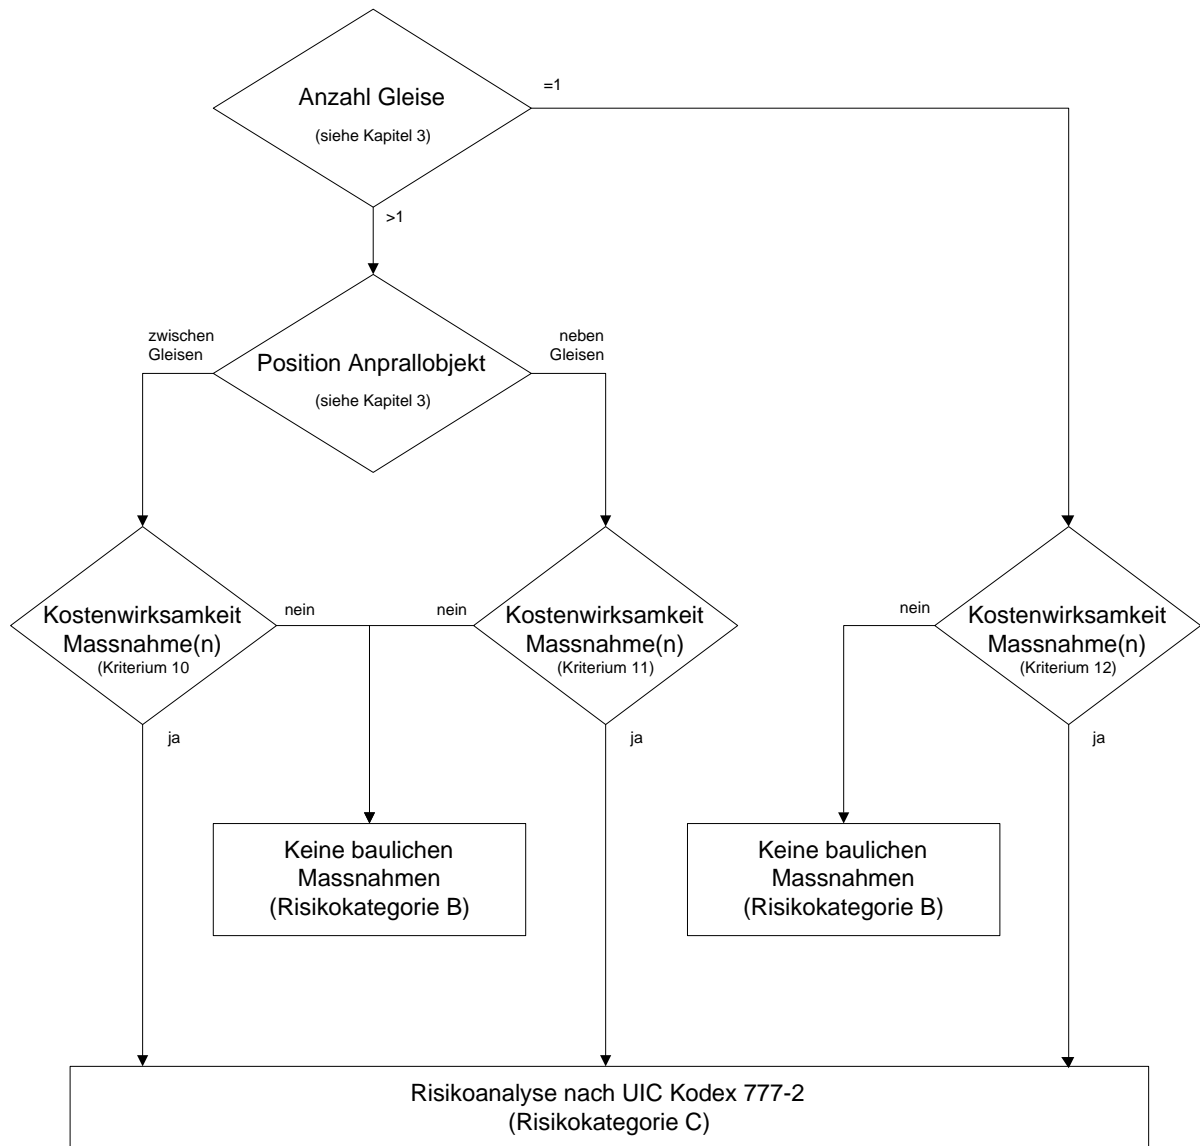 Anzahl Gleise
(siehe Kapitel 3)
=1
>1
zwischen
Gleisen
neben
Gleisen
Position Anprallobjekt
(siehe Kapitel 3)
Kostenwirksamkeit
Massnahme(n)
(Kriterium 10
nein
nein
Kostenwirksamkeit
Massnahme(n)
(Kriterium 11)
nein
Kostenwirksamkeit
Massnahme(n)
(Kriterium 12)
ja
ja
ja
Keine baulichen
Massnahmen
(Risikokategorie B)
Keine baulichen
Massnahmen
(Risikokategorie B)
Risikoanalyse nach UIC Kodex 777-2
(Risikokategorie C)